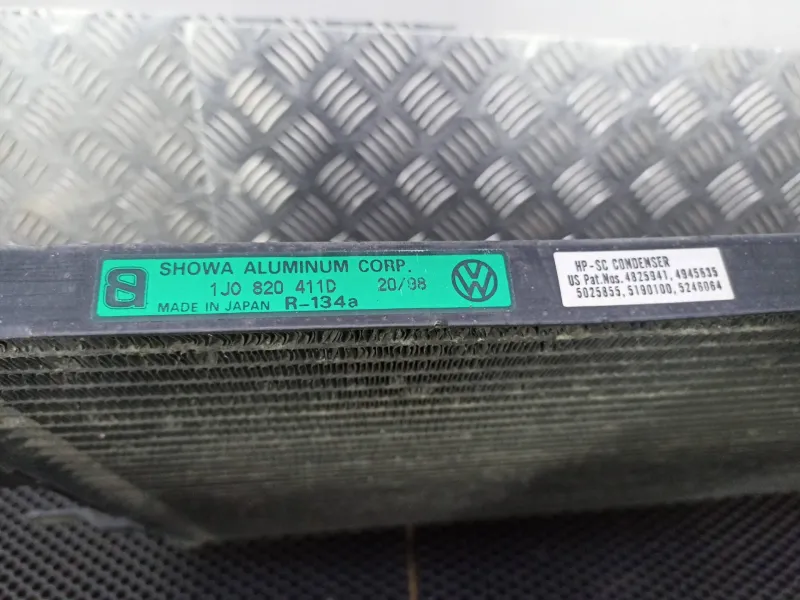 SHOWA ALUMINUM CORP.
1J0 820 411D 20/98
MADE IN JAPAN R-134a
HP-SC CONDENSER
US Pat.Nos. 4825941, 4945635
5025855, 5190100, 5246064